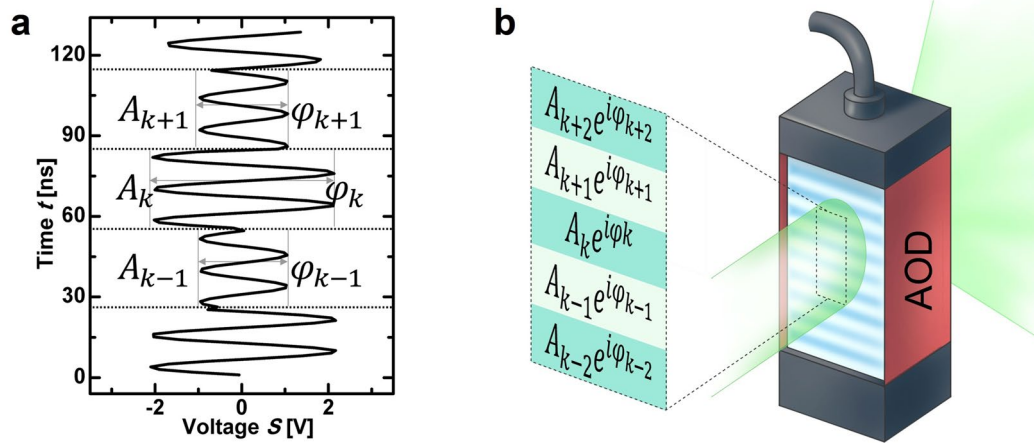 a
Time t [ns]
120
90
60
30
0
A_{k+1} φ_{k+1}
A_k φ_k
A_{k-1} φ_{k-1}
-2 0 2
Voltage S [V]
b
A_{k+2}e^{iφ_{k+2}}
A_{k+1}e^{iφ_{k+1}}
A_k e^{iφk}
A_{k-1}e^{iφ_{k-1}}
A_{k-2}e^{iφ_{k-2}}
AOD